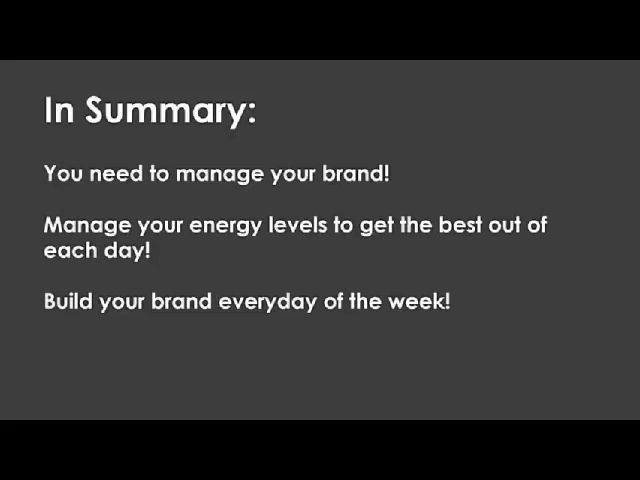 In Summary:
You need to manage your brand!
Manage your energy levels to get the best out of
each day!
Build your brand everyday of the week!